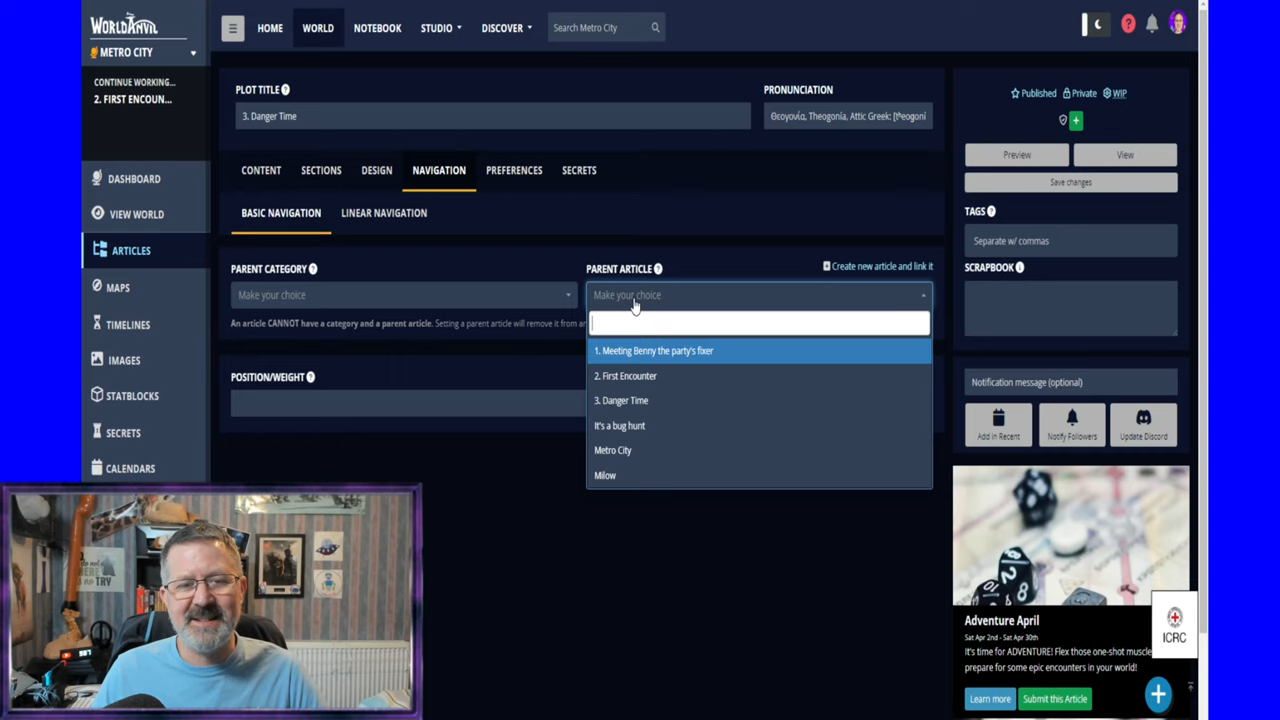 WORLDANVIL
METRO CITY
HOME
WORLD
NOTEBOOK
STUDIO
DISCOVER
Search Metro City
CONTINUE WORKING...
2. FIRST ENCOUN...
DASHBOARD
VIEW WORLD
ARTICLES
MAPS
TIMELINES
IMAGES
STATBLOCKS
SECRETS
CALENDARS
PLOT TITLE
3. Danger Time
PRONUNCIATION
Θεογονία, Theogonía, Attic Greek: [tʰeogoní
CONTENT
SECTIONS
DESIGN
NAVIGATION
PREFERENCES
SECRETS
BASIC NAVIGATION
LINEAR NAVIGATION
PARENT CATEGORY
Make your choice
An article CANNOT have a category and a parent article. Setting a parent article will remove it from an
PARENT ARTICLE
Create new article and link it
Make your choice
1. Meeting Benny the party's fixer
2. First Encounter
3. Danger Time
It's a bug hunt
Metro City
Milow
POSITION/WEIGHT
Published
Private
WIP
Preview
View
Save changes
TAGS
Separate w/ commas
SCRAPBOOK
Notification message (optional)
Add in Recent
Notify Followers
Update Discord
Adventure April
Sat Apr 2nd - Sat Apr 30th
It's time for ADVENTURE! Flex those one-shot muscle
prepare for some epic encounters in your world!
Learn more
Submit this Article
ICRC